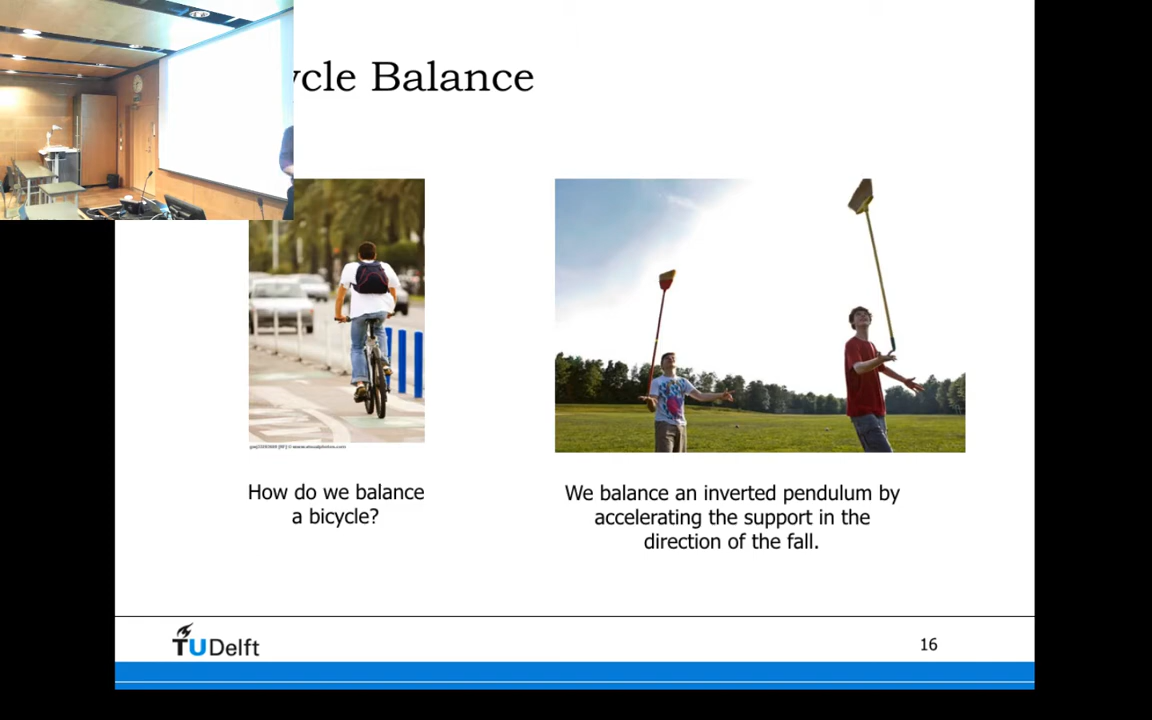 ycle Balance
How do we balance
a bicycle?
We balance an inverted pendulum by
accelerating the support in the
direction of the fall.
TUDelft
16